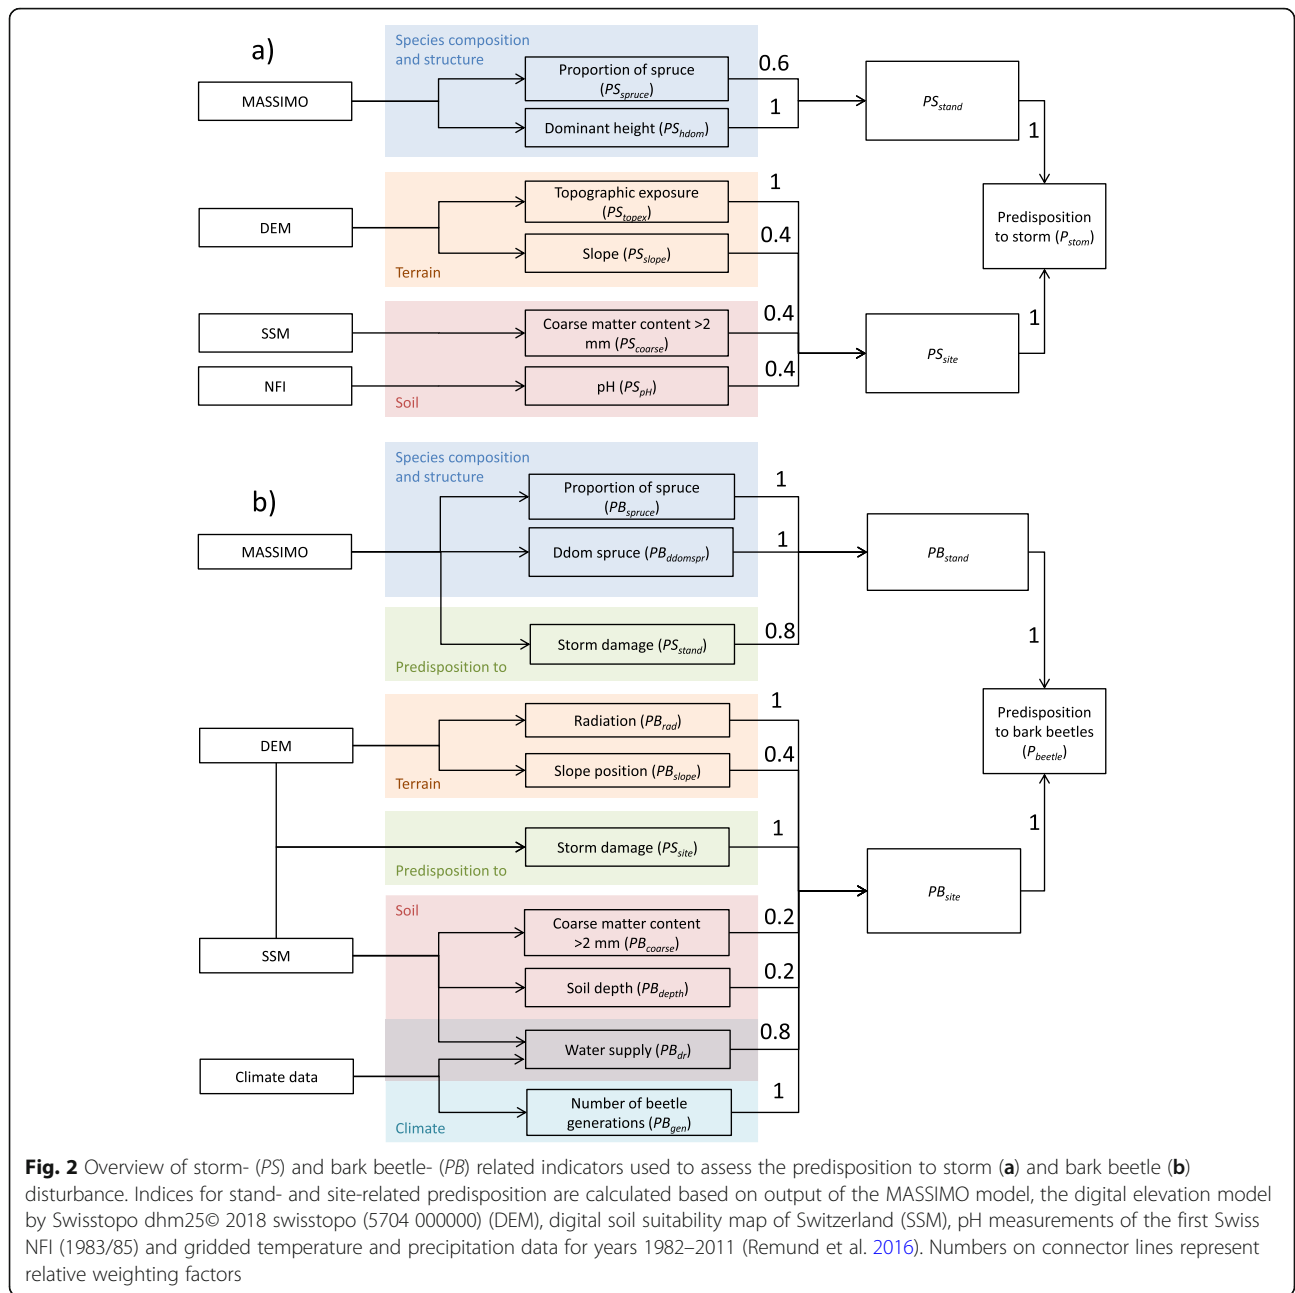 a)
Species composition
and structure
MASSIMO
Proportion of spruce
(PSspruce)
0.6
Dominant height (PShdom)
1
PSstand
1
DEM
Topographic exposure
(PStopex)
1
Slope (PSslope)
0.4
Terrain
Predisposition
to storm (Pstom)
SSM
Coarse matter content >2
mm (PScoarse)
0.4
NFI
pH (PSpH)
0.4
Soil
PSsite
1
b)
Species composition
and structure
MASSIMO
Proportion of spruce
(PBspruce)
1
Ddom spruce (PBddomspr)
1
Storm damage (PSstand)
0.8
Predisposition to
PBstand
1
DEM
Radiation (PBrad)
1
Slope position (PBslope)
0.4
Terrain
Predisposition
to bark beetles
(Pbeetle)
Storm damage (PSsite)
1
Predisposition to
PBsite
1
Soil
SSM
Coarse matter content
>2 mm (PBcoarse)
0.2
Soil depth (PBdepth)
0.2
Water supply (PBdr)
0.8
Climate data
Number of beetle
generations (PBgen)
1
Climate
Fig. 2 Overview of storm- (PS) and bark beetle- (PB) related indicators used to assess the predisposition to storm (a) and bark beetle (b)
disturbance. Indices for stand- and site-related predisposition are calculated based on output of the MASSIMO model, the digital elevation model
by Swisstopo dhm25© 2018 swisstopo (5704 000000) (DEM), digital soil suitability map of Switzerland (SSM), pH measurements of the first Swiss
NFI (1983/85) and gridded temperature and precipitation data for years 1982–2011 (Remund et al. 2016). Numbers on connector lines represent
relative weighting factors